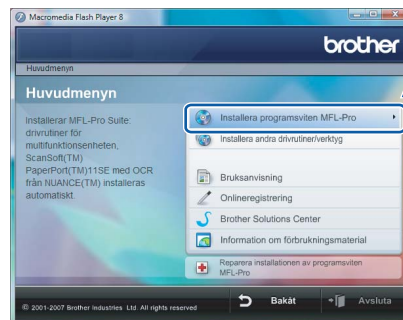 Macromedia Flash Player 8
brother
Huvudmenyn
Huvudmenyn
Installerar MFL-Pro Suite:
drivrutiner för
multifunktionsenheten,
ScanSoft(TM)
PaperPort(TM)11SE med OCR
från NUANCE(TM) installeras
automatiskt.
Installera programsviten MFL-Pro
Installera andra drivrutiner/verktyg
Bruksanvisning
Onlineregistrering
Brother Solutions Center
Information om förbrukningsmaterial
Reparera installationen av programsviten
MFL-Pro
© 2001-2007 Brother Industries Ltd. All rights reserved
Bakåt
Avsluta